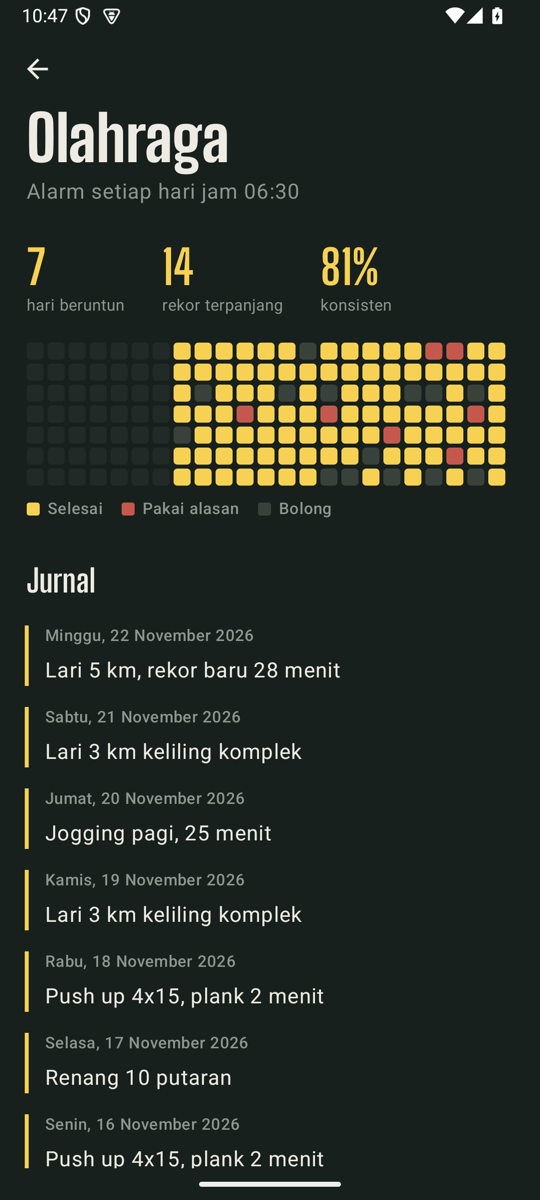 10:47
Olahraga
Alarm setiap hari jam 06:30
7
hari beruntun
14
rekor terpanjang
81%
konsisten
Selesai
Pakai alasan
Bolong
Jurnal
Minggu, 22 November 2026
Lari 5 km, rekor baru 28 menit
Sabtu, 21 November 2026
Lari 3 km keliling komplek
Jumat, 20 November 2026
Jogging pagi, 25 menit
Kamis, 19 November 2026
Lari 3 km keliling komplek
Rabu, 18 November 2026
Push up 4x15, plank 2 menit
Selasa, 17 November 2026
Renang 10 putaran
Senin, 16 November 2026
Push up 4x15, plank 2 menit